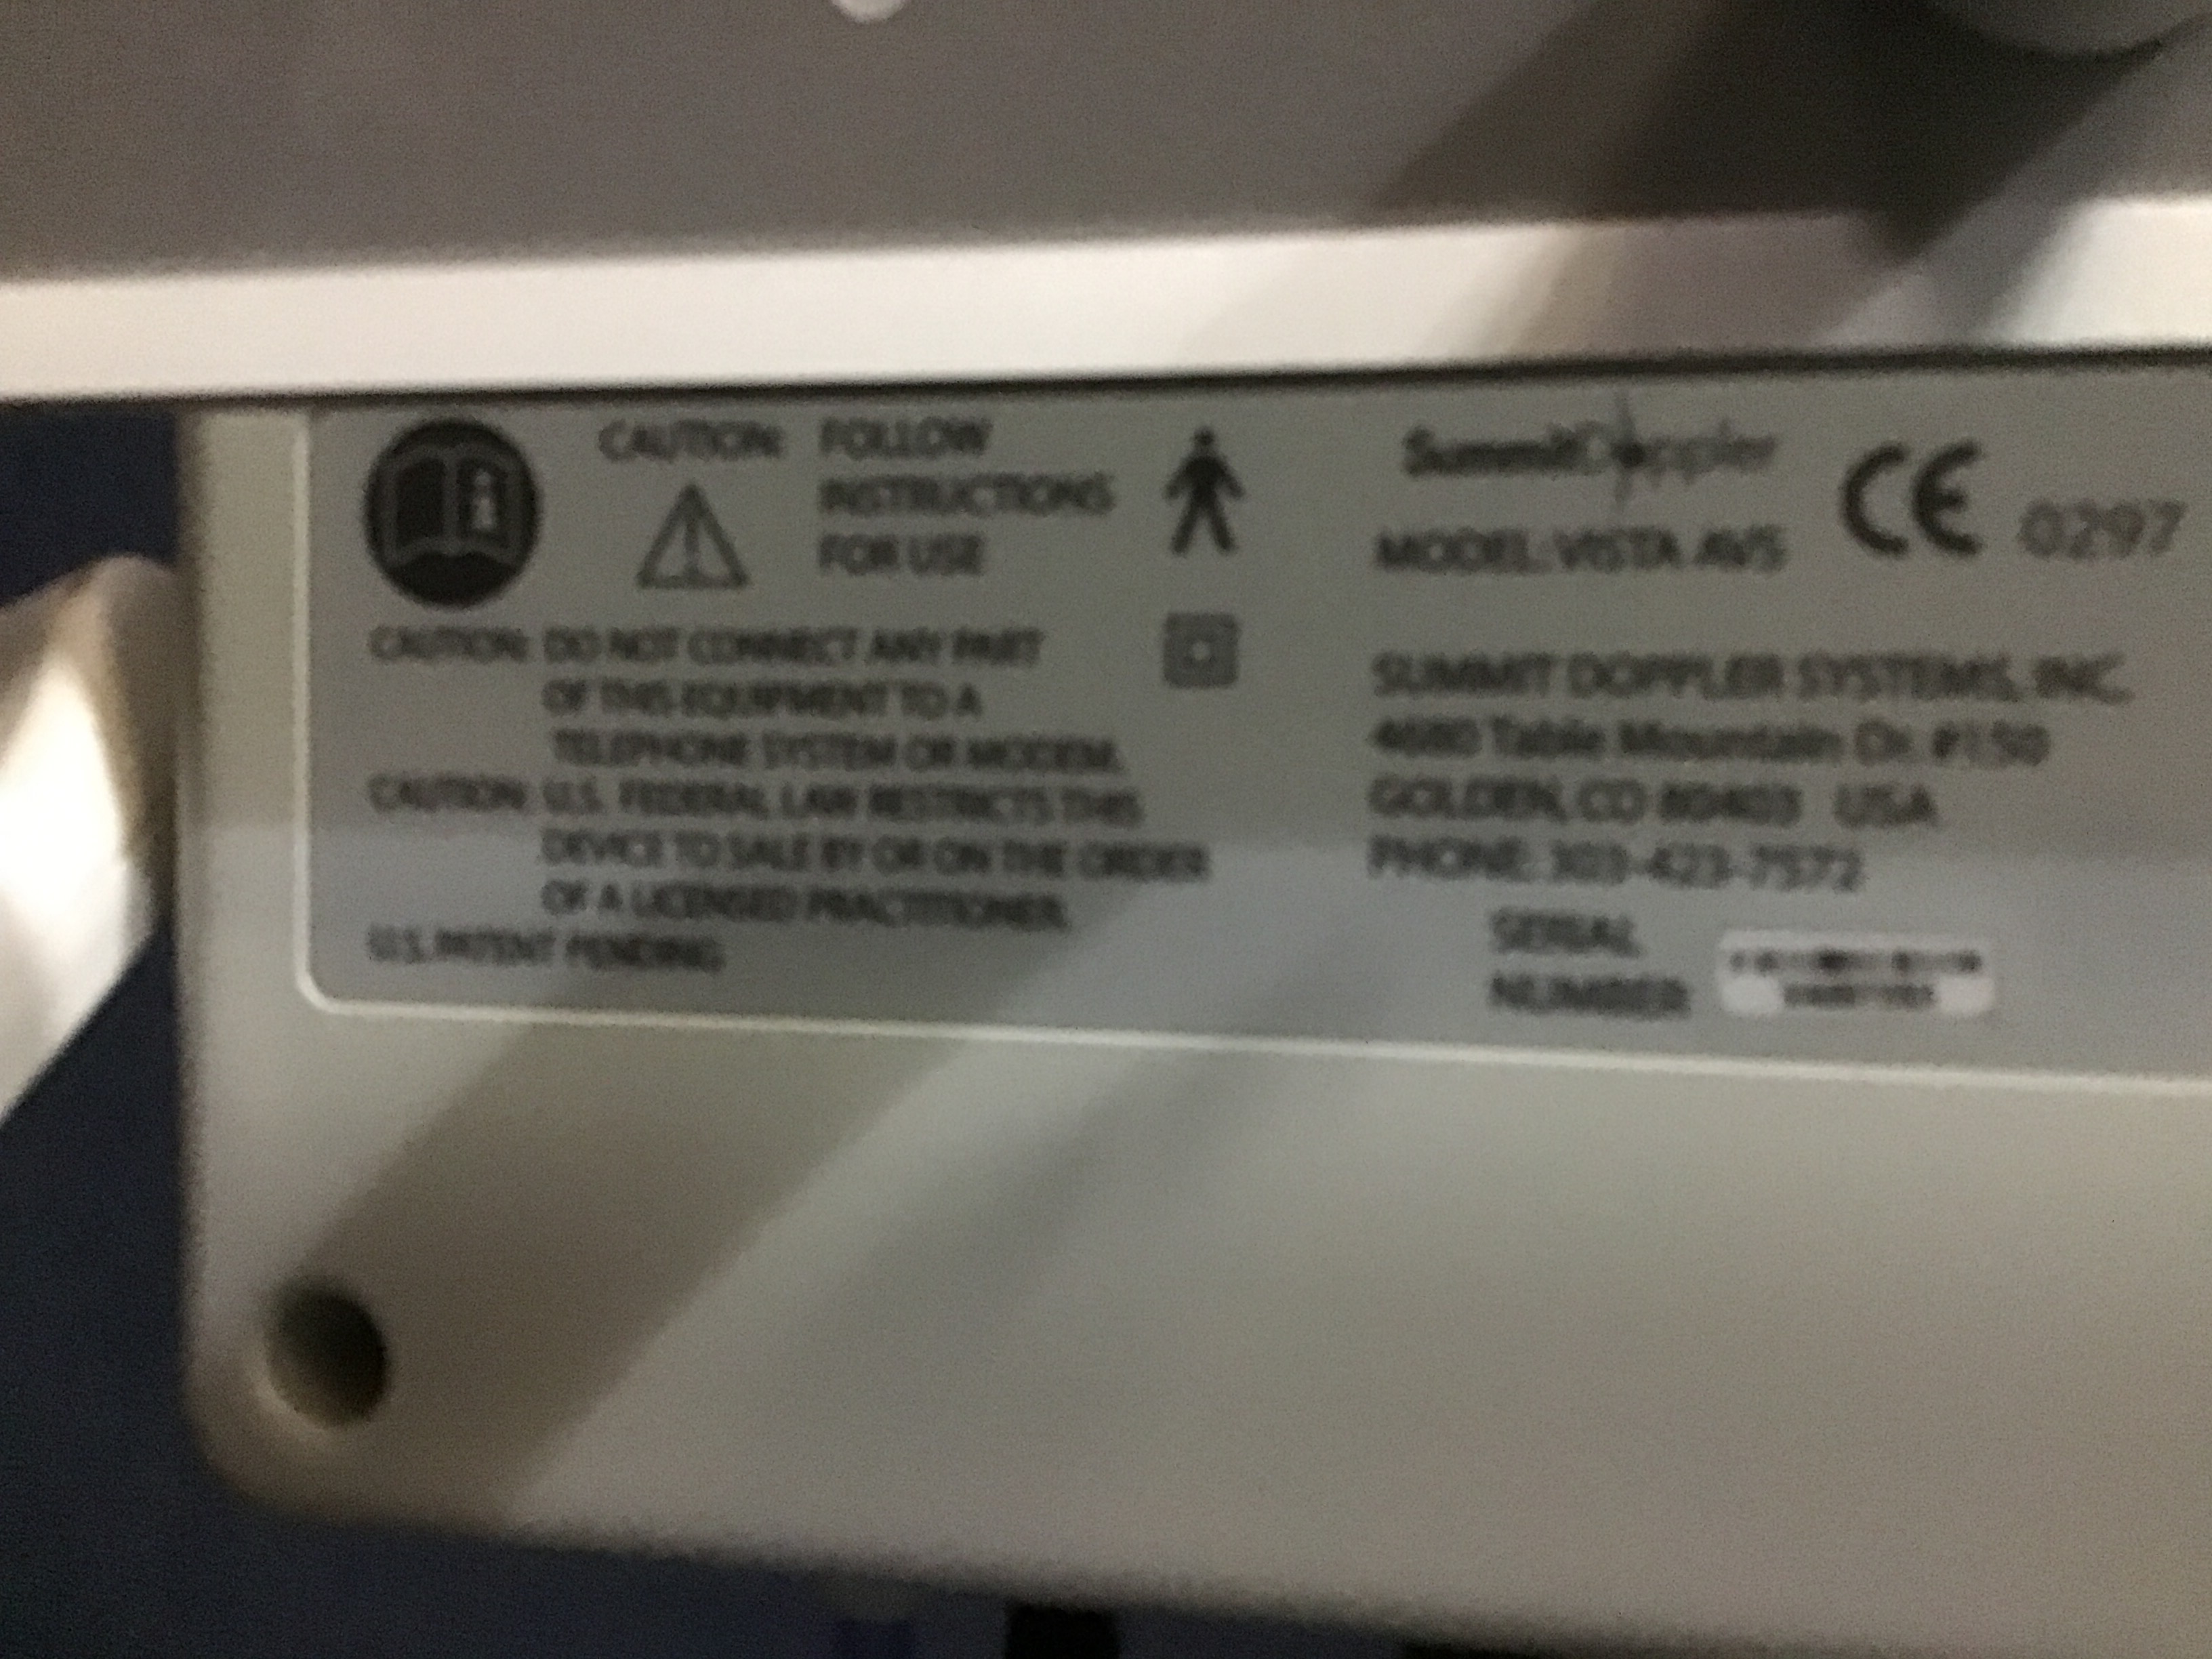 CAUTION: FOLLOW
INSTRUCTIONS
FOR USE
CAUTION: DO NOT CONNECT ANY PART
OF THIS EQUIPMENT TO A
TELEPHONE SYSTEM OR MODEM.
CAUTION: U.S. FEDERAL LAW RESTRICTS THIS
DEVICE TO SALE BY OR ON THE ORDER
OF A LICENSED PRACTITIONER.
U.S. PATENT PENDING
SummitDoppler
CE 0297
MODEL: VISTA AVS
SUMMIT DOPPLER SYSTEMS, INC.
4680 Table Mountain Dr. #150
GOLDEN, CO 80403 USA
PHONE: 303-423-7572
SERIAL
NUMBER